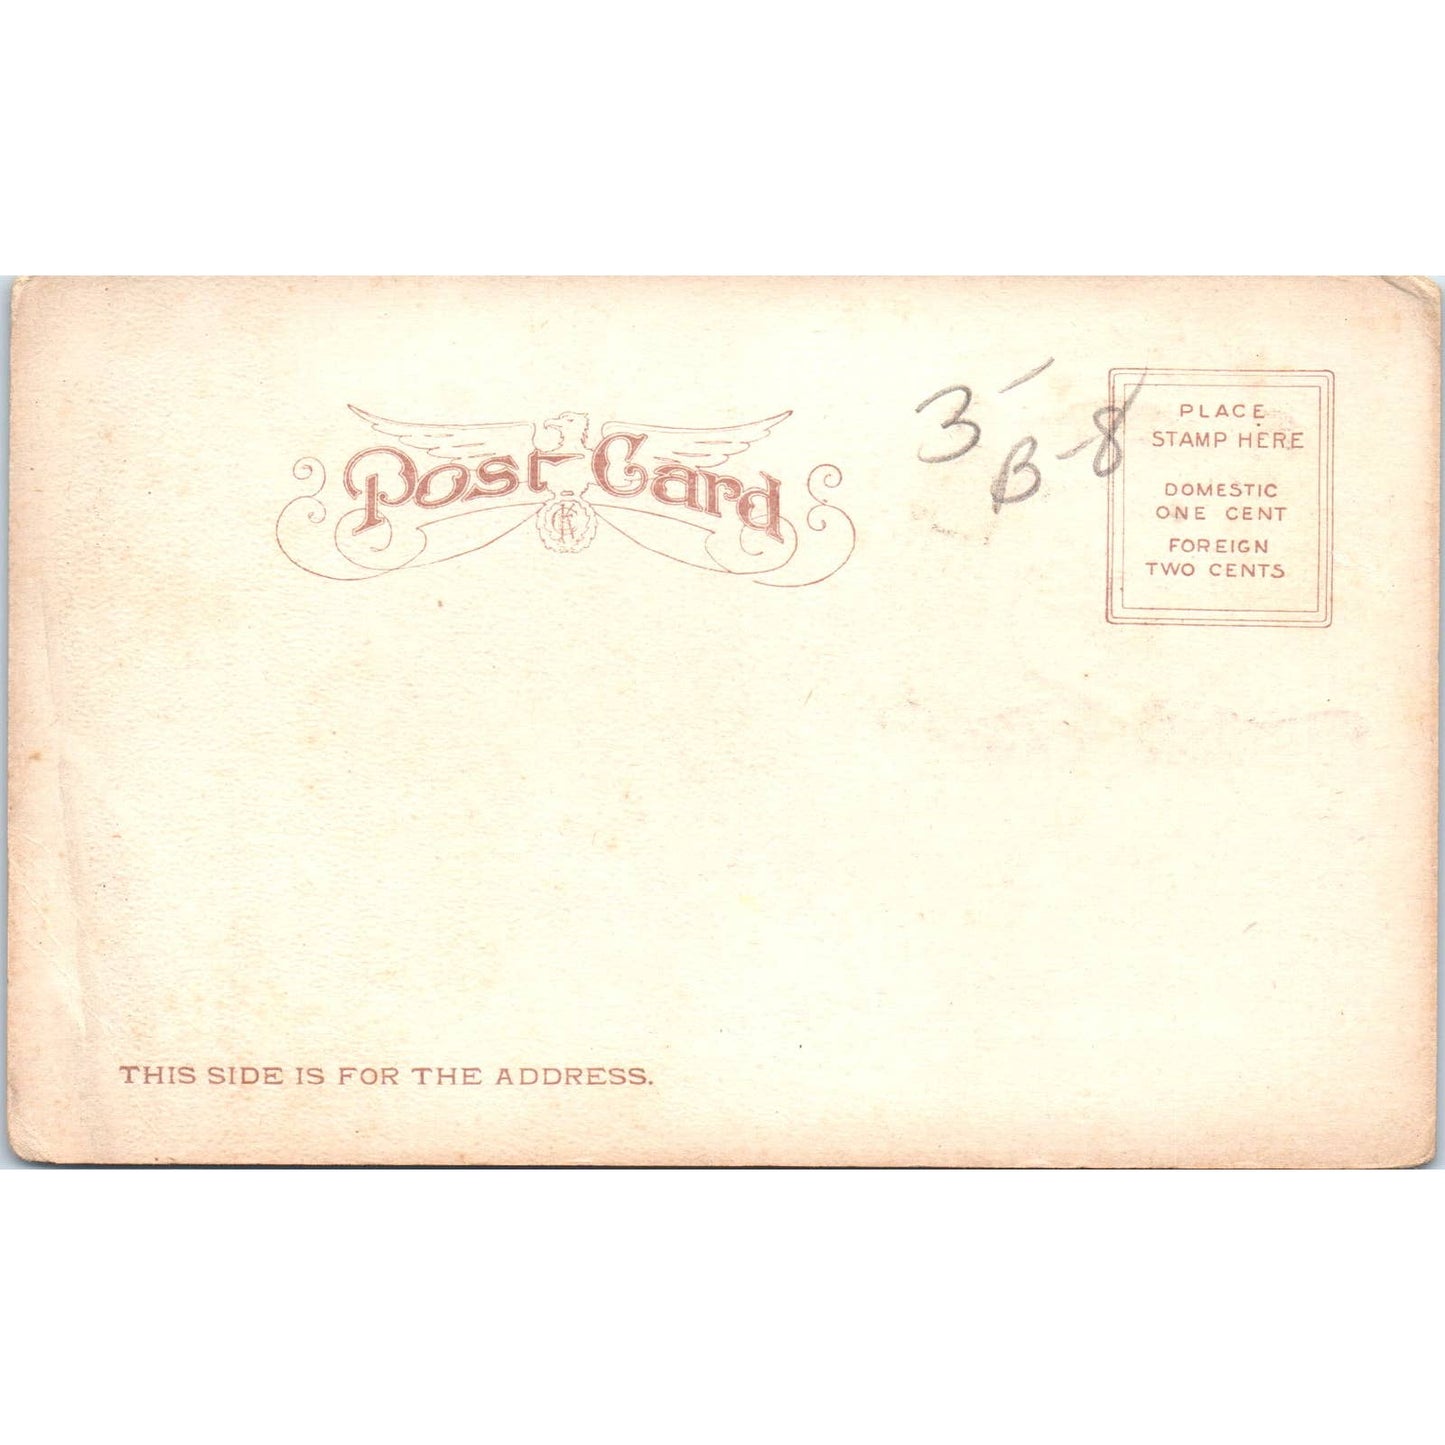 Post Card
3-
B-8
PLACE
STAMP HERE
DOMESTIC
ONE CENT
FOREIGN
TWO CENTS
THIS SIDE IS FOR THE ADDRESS.